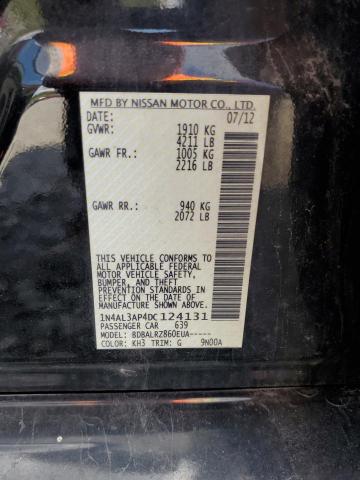 MFD BY NISSAN MOTOR CO., LTD.
DATE: 07/12
GVWR: 1910 KG
4211 LB
GAWR FR.: 1005 KG
2216 LB
GAWR RR.: 940 KG
2072 LB
THIS VEHICLE CONFORMS TO
ALL APPLICABLE FEDERAL
MOTOR VEHICLE SAFETY,
BUMPER, AND THEFT
PREVENTION STANDARDS IN
EFFECT ON THE DATE OF
MANUFACTURE SHOWN ABOVE.
1N4AL3AP4DC124131
PASSENGER CAR 639
MODEL: BDBALRZ860EUA-----
COLOR: KH3 TRIM: G 9N00A